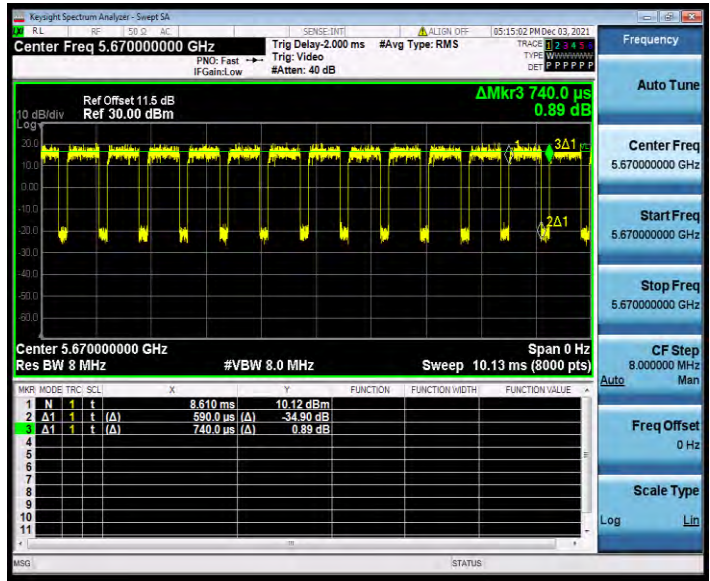 Keysight Spectrum Analyzer - Swept SA
RL RF 50 Ω AC SENSE:INT ALIGN OFF 05:15:02 PM Dec 03, 2021
Center Freq 5.670000000 GHz
PNO: Fast
IFGain:Low
Trig Delay-2.000 ms
Trig: Video
#Atten: 40 dB
#Avg Type: RMS
TRACE 1 2 3 4 5 6
TYPE WWWWWW
DET P P P P P P
ΔMkr3 740.0 µs
0.89 dB
Ref Offset 11.5 dB
10 dB/div Ref 30.00 dBm
Log
20.0
10.0
0.00
-10.0
-20.0
-30.0
-40.0
-50.0
-60.0
1
3Δ1
2Δ1
Center 5.670000000 GHz Span 0 Hz
Res BW 8 MHz #VBW 8.0 MHz Sweep 10.13 ms (8000 pts)
MKR MODE TRC SCL X Y FUNCTION FUNCTION WIDTH FUNCTION VALUE
1 N 1 t 8.610 ms 10.12 dBm
2 Δ1 1 t (Δ) 590.0 µs (Δ) -34.90 dB
3 Δ1 1 t (Δ) 740.0 µs (Δ) 0.89 dB
4
5
6
7
8
9
10
11
MSG STATUS
Frequency
Auto Tune
Center Freq
5.670000000 GHz
Start Freq
5.670000000 GHz
Stop Freq
5.670000000 GHz
CF Step
8.000000 MHz
Auto Man
Freq Offset
0 Hz
Scale Type
Log Lin